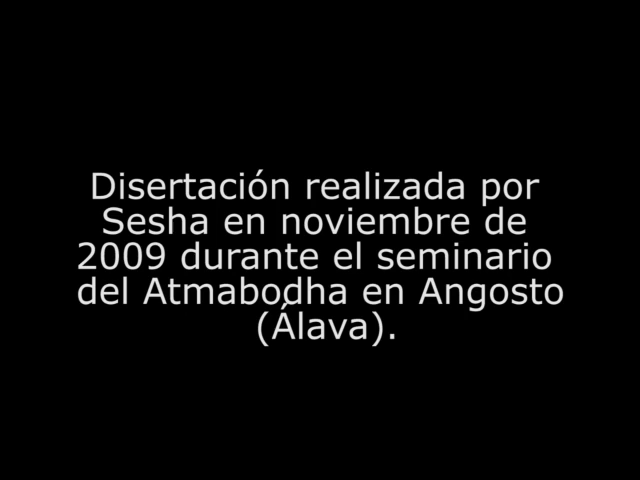 Disertación realizada por
Sesha en noviembre de
2009 durante el seminario
del Atmabodha en Angosto
(Álava).